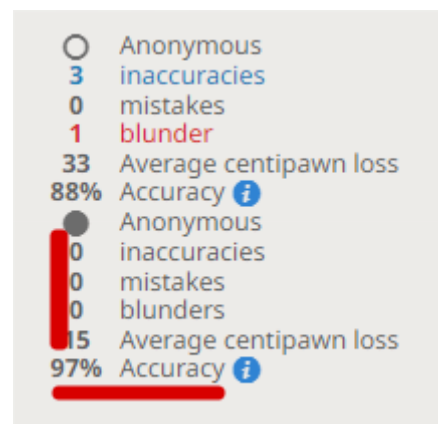 Anonymous
3 inaccuracies
0 mistakes
1 blunder
33 Average centipawn loss
88% Accuracy
Anonymous
0 inaccuracies
0 mistakes
0 blunders
15 Average centipawn loss
97% Accuracy